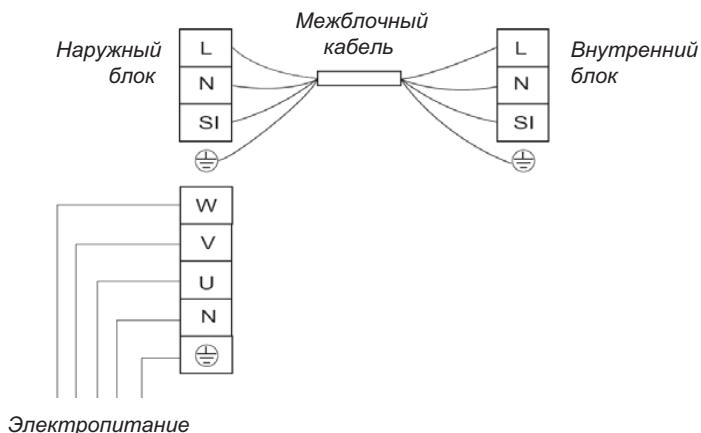 Межблочный
кабель
Наружный
блок
Внутренний
блок
L
N
SI
L
N
SI
W
V
U
N
Электропитание